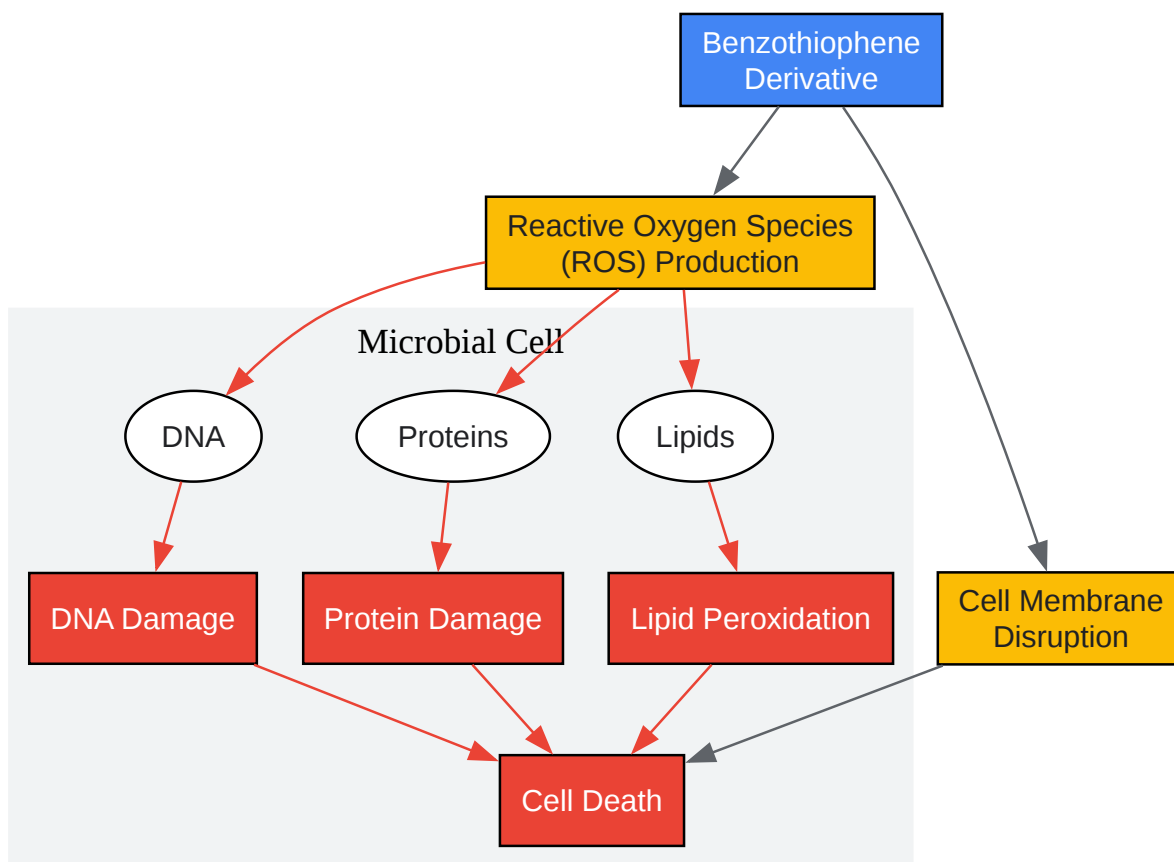 Benzothiophene
Derivative
Reactive Oxygen Species
(ROS) Production
Microbial Cell
DNA
Proteins
Lipids
DNA Damage
Protein Damage
Lipid Peroxidation
Cell Membrane
Disruption
Cell Death